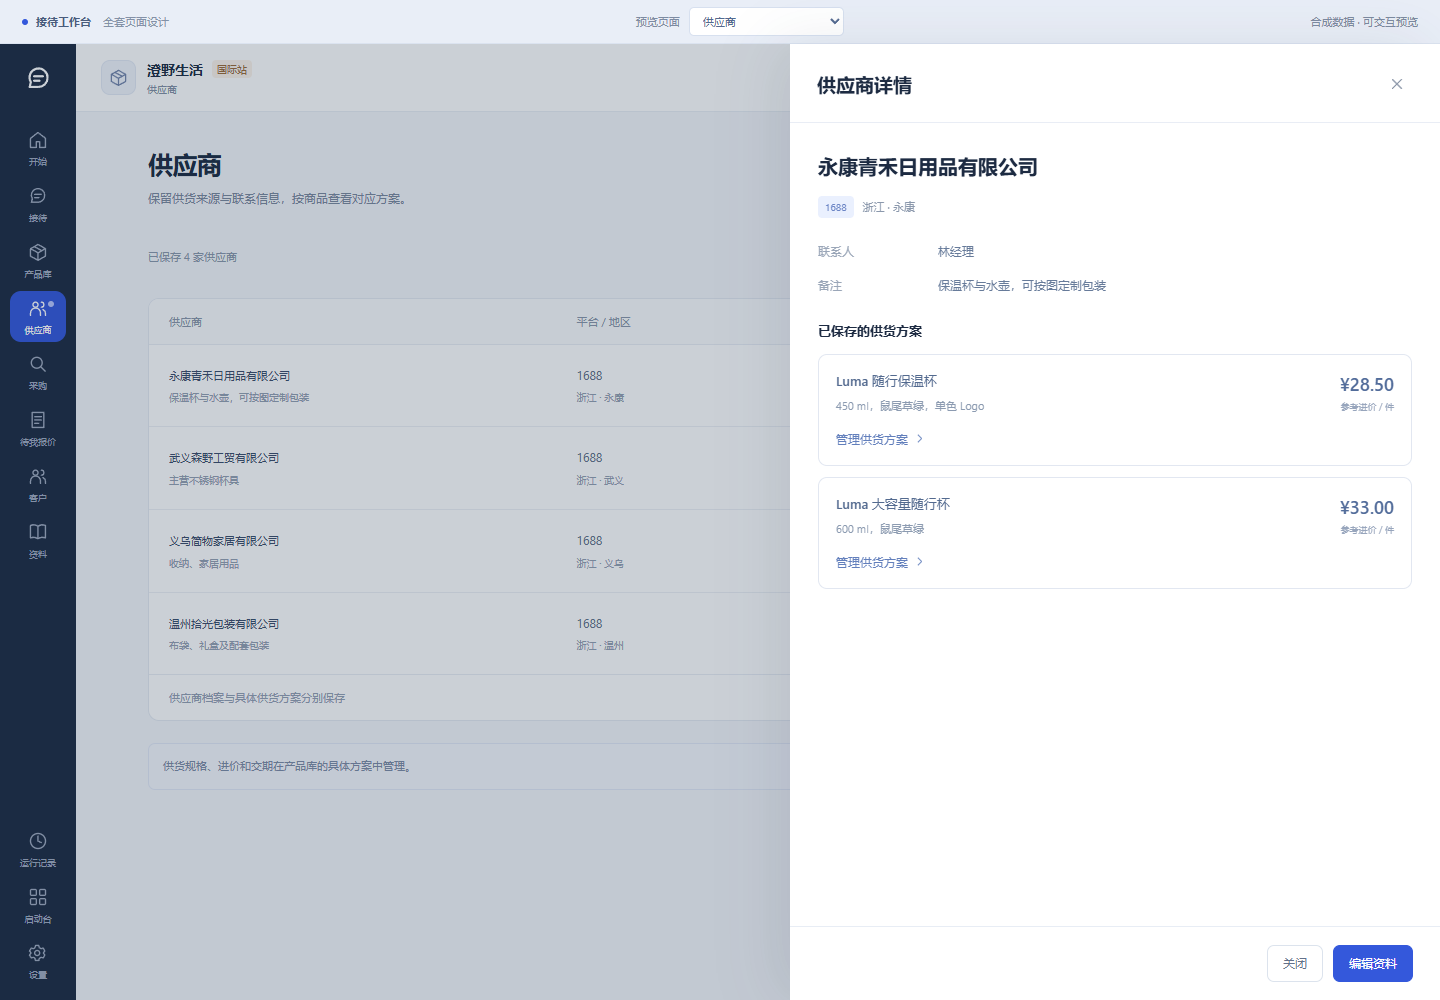 接待工作台 全套页面设计
预览页面 供应商
合成数据 · 可交互预览
开始
接待
产品库
供应商
采购
待我报价
客户
资料
运行记录
启动台
设置
澄野生活 国际站
供应商
供应商
保留供货来源与联系信息，按商品查看对应方案。
已保存 4 家供应商
供应商 平台 / 地区
永康青禾日用品有限公司 1688
保温杯与水壶，可按图定制包装 浙江 · 永康
武义森野工贸有限公司 1688
主营不锈钢杯具 浙江 · 武义
义乌简物家居有限公司 1688
收纳、家居用品 浙江 · 义乌
温州拾光包装有限公司 1688
布袋、礼盒及配套包装 浙江 · 温州
供应商档案与具体供货方案分别保存
供货规格、进价和交期在产品库的具体方案中管理。
供应商详情
永康青禾日用品有限公司
1688 浙江 · 永康
联系人 林经理
备注 保温杯与水壶，可按图定制包装
已保存的供货方案
Luma 随行保温杯 ¥28.50
450 ml，鼠尾草绿，单色 Logo 参考进价 / 件
管理供货方案
Luma 大容量随行杯 ¥33.00
600 ml，鼠尾草绿 参考进价 / 件
管理供货方案
关闭 编辑资料